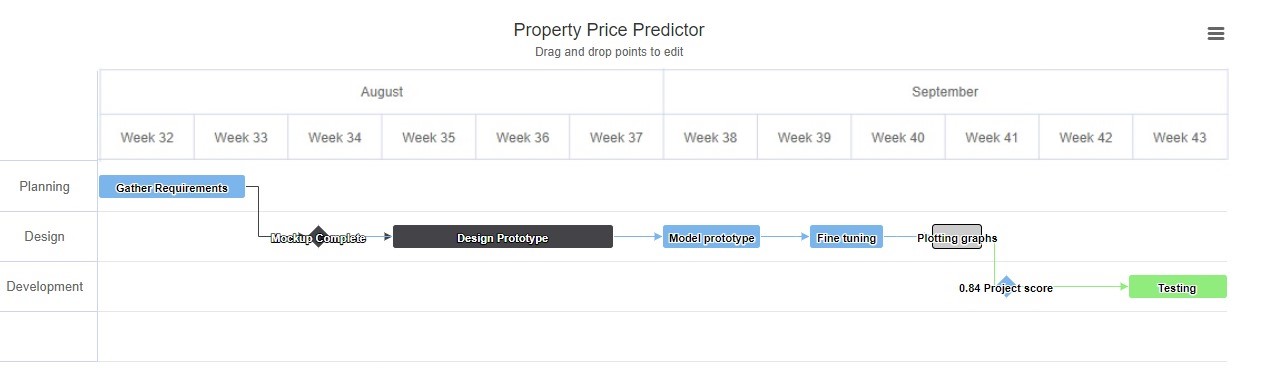 Property Price Predictor
Drag and drop points to edit
August September
Week 32 Week 33 Week 34 Week 35 Week 36 Week 37 Week 38 Week 39 Week 40 Week 41 Week 42 Week 43
Planning Gather Requirements
Design Mockup Complete Design Prototype Model prototype Fine tuning Plotting graphs
Development 0.84 Project score Testing